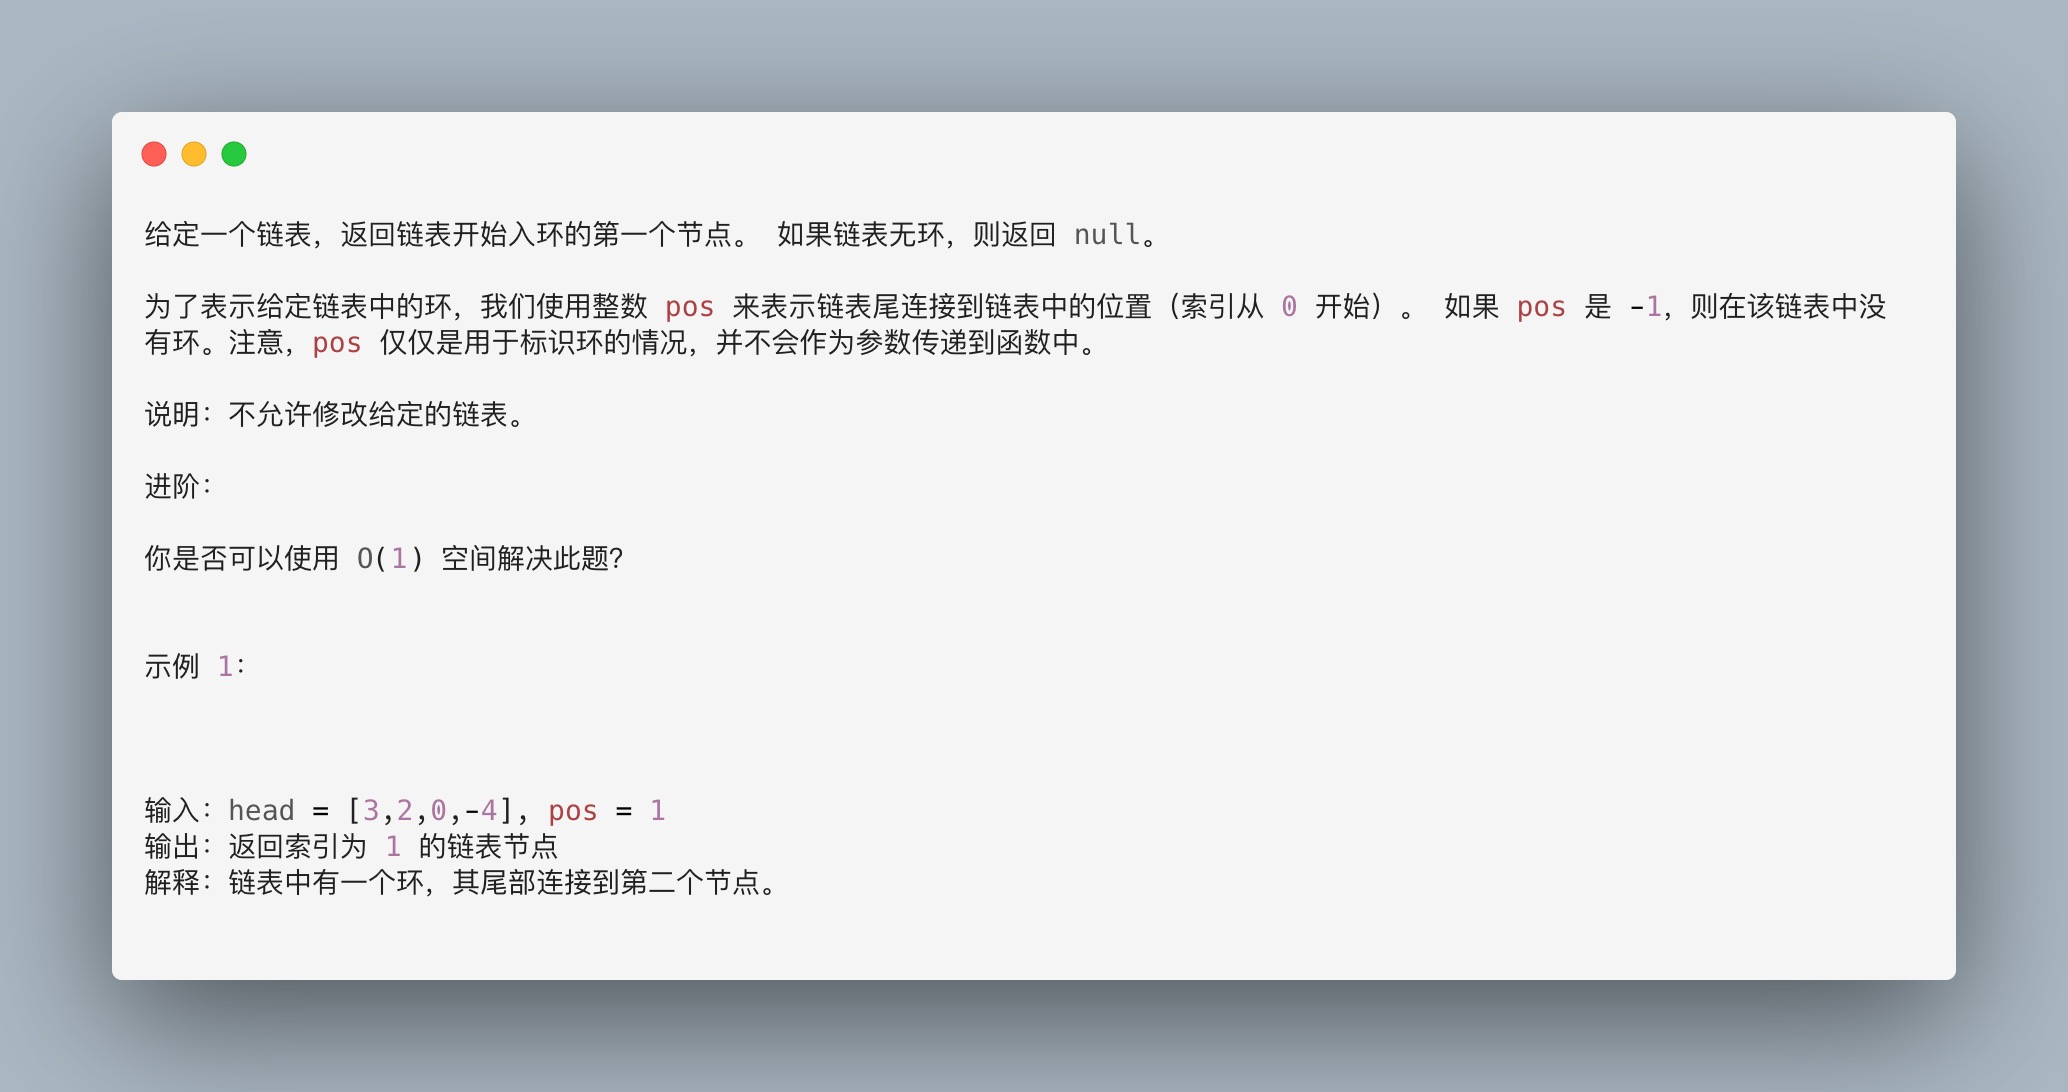 给定一个链表，返回链表开始入环的第一个节点。 如果链表无环，则返回 null。
为了表示给定链表中的环，我们使用整数 pos 来表示链表尾连接到链表中的位置（索引从 0 开始）。 如果 pos 是 -1，则在该链表中没
有环。注意，pos 仅仅是用于标识环的情况，并不会作为参数传递到函数中。
说明：不允许修改给定的链表。
进阶：
你是否可以使用 O(1) 空间解决此题？
示例 1：
输入：head = [3,2,0,-4], pos = 1
输出：返回索引为 1 的链表节点
解释：链表中有一个环，其尾部连接到第二个节点。